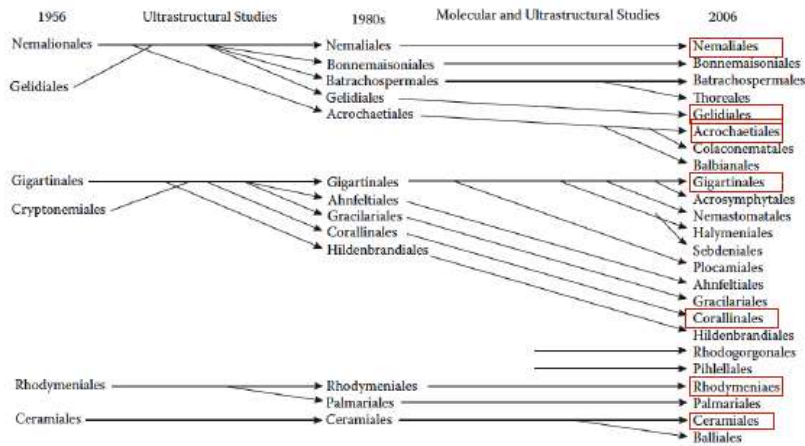 1956 Ultrastructural Studies 1980s Molecular and Ultrastructural Studies 2006
Nemalionales Nemaliales Nemaliales
Bonnemaisoniales Bonnemaisoniales
Batrachospermales Batrachospermales
Gelidiales Gelidiales Thoreales
Acrochaetiales Gelidiales
Acrochaetiales
Colaconematales
Balbianales
Gigartinales Gigartinales Gigartinales
Cryptonemiales Ahnfeltiales Acrosymphytales
Gracilariales Nemastomatales
Corallinales Halymeniales
Hildenbrandiales Sebdeniales
Plocamiales
Ahnfeltiales
Gracilariales
Corallinales
Hildenbrandiales
Rhodogorgonales
Pihlellales
Rhodymeniales Rhodymeniales Rhodymeniaes
Palmariales Palmariales
Ceramiales Ceramiales Ceramiales
Balliales